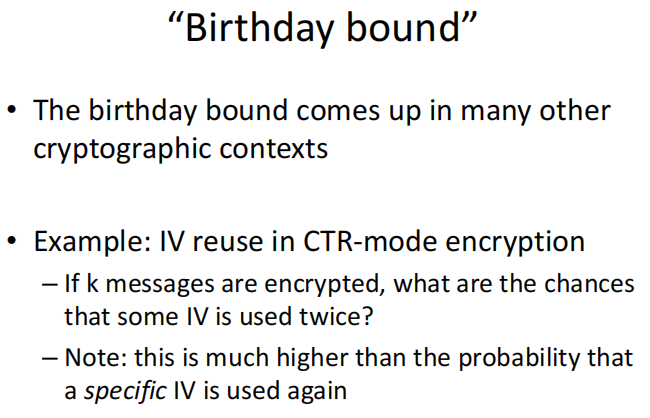 “Birthday bound”
• The birthday bound comes up in many other
cryptographic contexts
• Example: IV reuse in CTR-mode encryption
– If k messages are encrypted, what are the chances
that some IV is used twice?
– Note: this is much higher than the probability that
a specific IV is used again